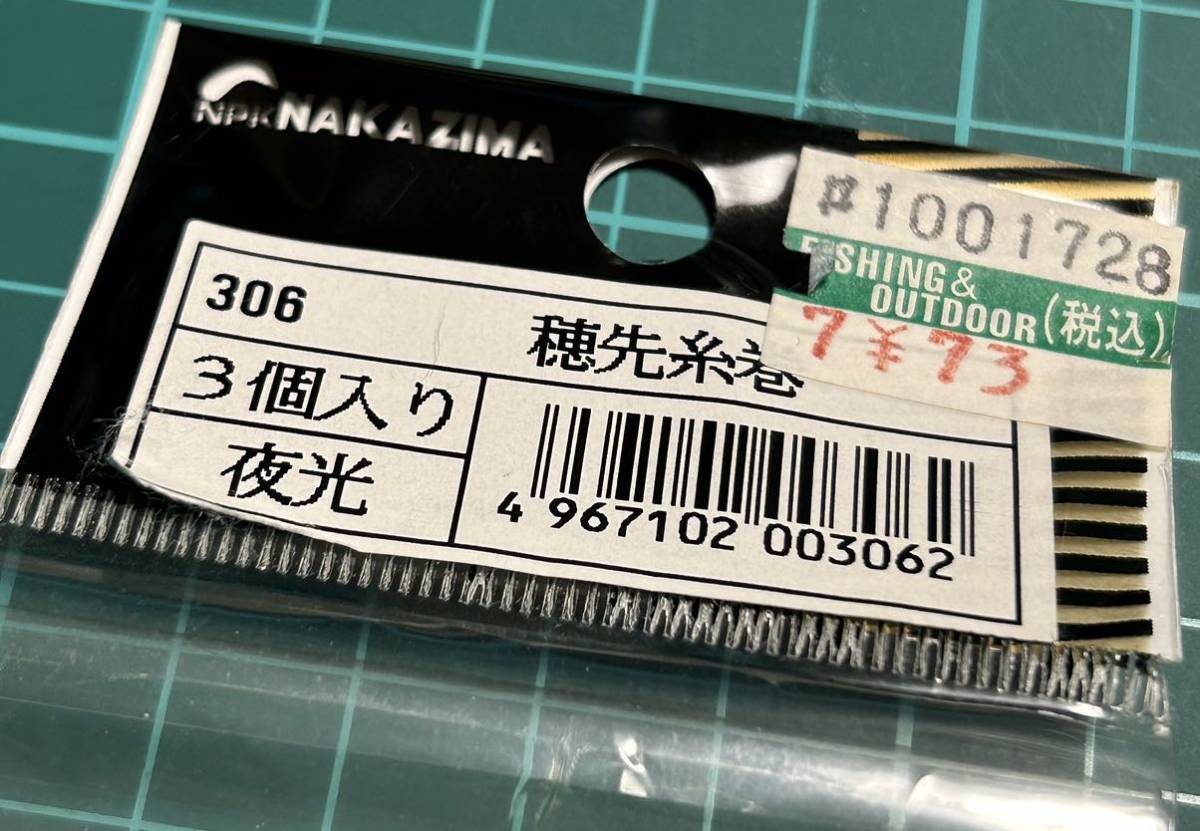 NPK NAKAZIMA
#1001728
FISHING &
OUTDOOR (税込)
7 ¥73
306
穂先糸巻
3個入り
夜光
4 967102 003062